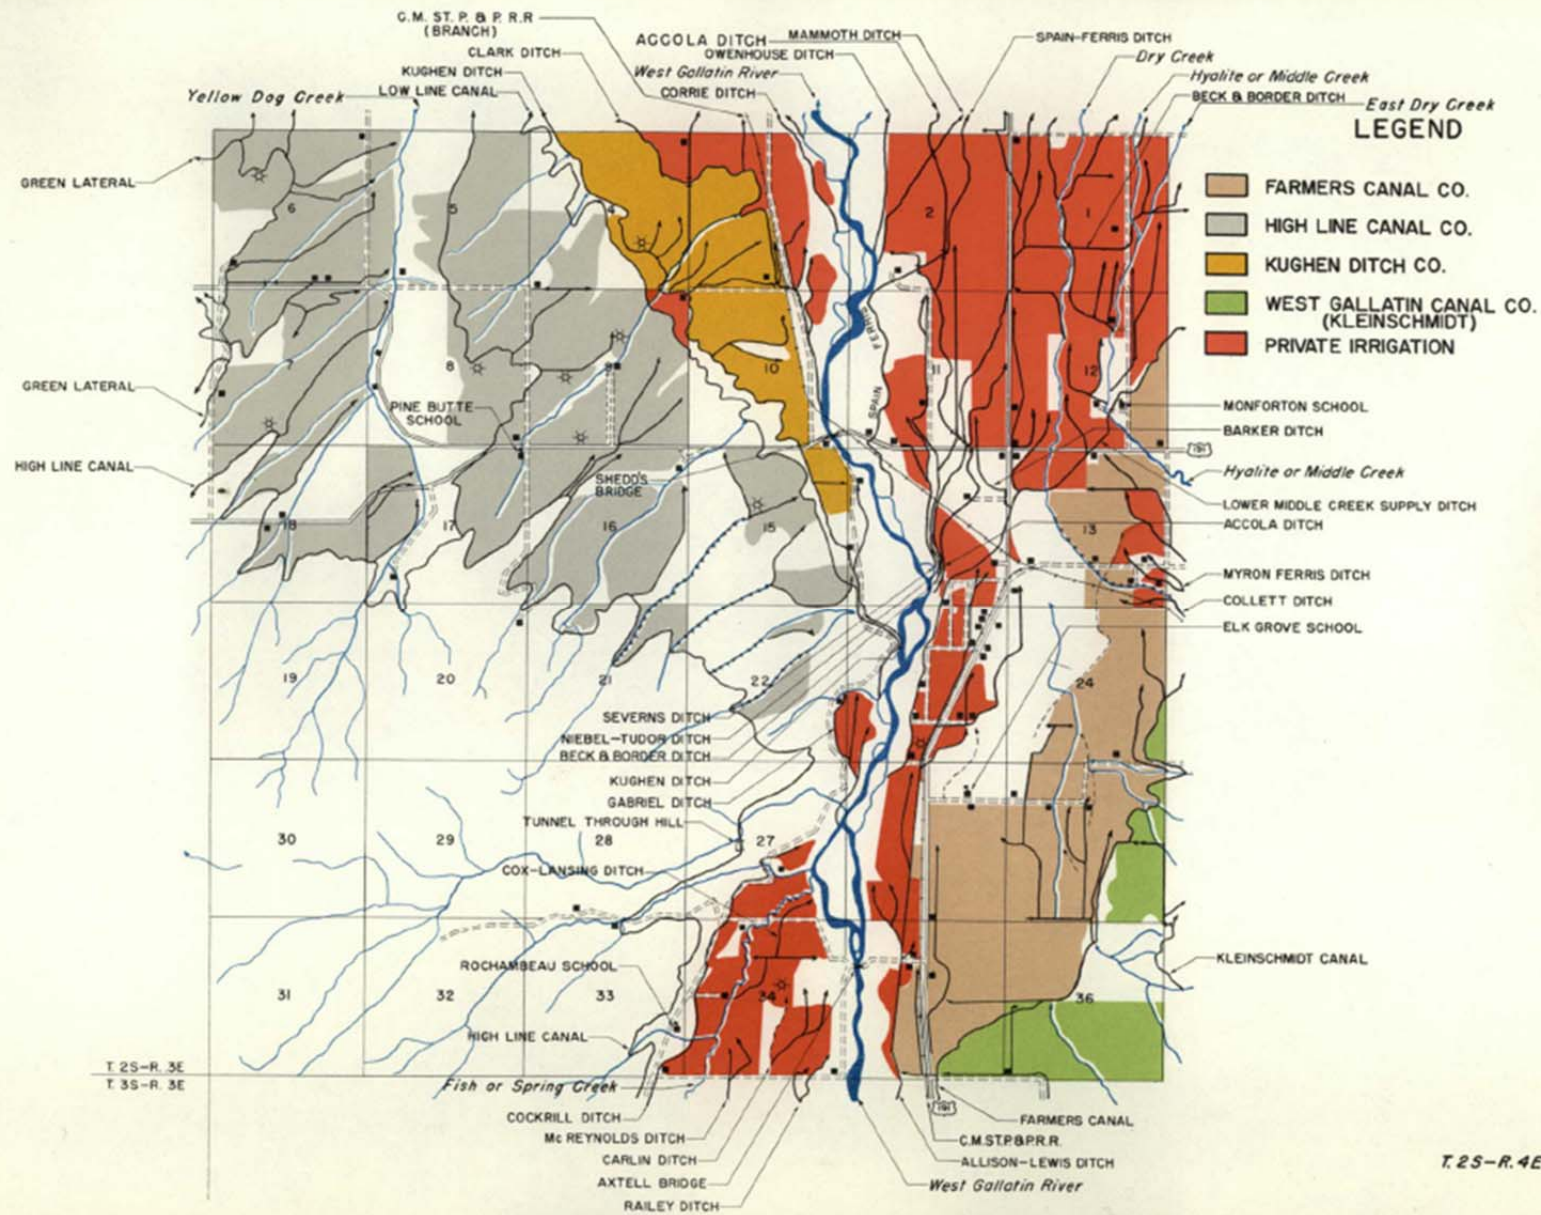 C.M. ST. P. & P. R.R
(BRANCH)
CLARK DITCH
KUGHEN DITCH
LOW LINE CANAL
Yellow Dog Creek
ACCOLA DITCH
MAMMOTH DITCH
OWENHOUSE DITCH
West Gallatin River
CORRIE DITCH
SPAIN-FERRIS DITCH
Dry Creek
Hyalite or Middle Creek
BECK & BORDER DITCH
East Dry Creek
LEGEND
FARMERS CANAL CO.
HIGH LINE CANAL CO.
KUGHEN DITCH CO.
WEST GALLATIN CANAL CO.
(KLEINSCHMIDT)
PRIVATE IRRIGATION
GREEN LATERAL
6
5
4
2
1
GREEN LATERAL
8
9
10
11
12
SPAIN FERRIS
PINE BUTTE
SCHOOL
MONFORTON SCHOOL
BARKER DITCH
191
HIGH LINE CANAL
SHEDD'S
BRIDGE
Hyalite or Middle Creek
LOWER MIDDLE CREEK SUPPLY DITCH
ACCOLA DITCH
18
17
16
15
13
MYRON FERRIS DITCH
COLLETT DITCH
ELK GROVE SCHOOL
19
20
21
22
24
SEVERNS DITCH
NIEBEL-TUDOR DITCH
BECK & BORDER DITCH
KUGHEN DITCH
GABRIEL DITCH
TUNNEL THROUGH HILL
30
29
28
27
COX-LANSING DITCH
KLEINSCHMIDT CANAL
ROCHAMBEAU SCHOOL
31
32
33
34
36
HIGH LINE CANAL
T. 2S-R. 3E
T. 3S-R. 3E
Fish or Spring Creek
COCKRILL DITCH
Mc REYNOLDS DITCH
CARLIN DITCH
AXTELL BRIDGE
RAILEY DITCH
191
FARMERS CANAL
C.M.ST.P.&P.R.R.
ALLISON-LEWIS DITCH
West Gallatin River
T. 2S-R. 4E